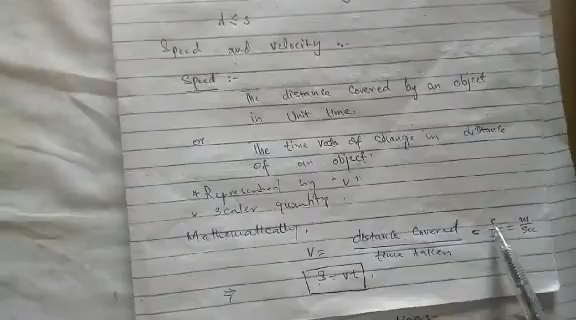 d ≤ s
Speed and velocity ...
Speed :-
The distance covered by an object
in unit time.
or
The time rate of change in distance
of an object.
* Represented by "v"
* Scaler quantity.
Mathematically,
V = distance covered / time taken = = m/sec
⇒ S = vt.